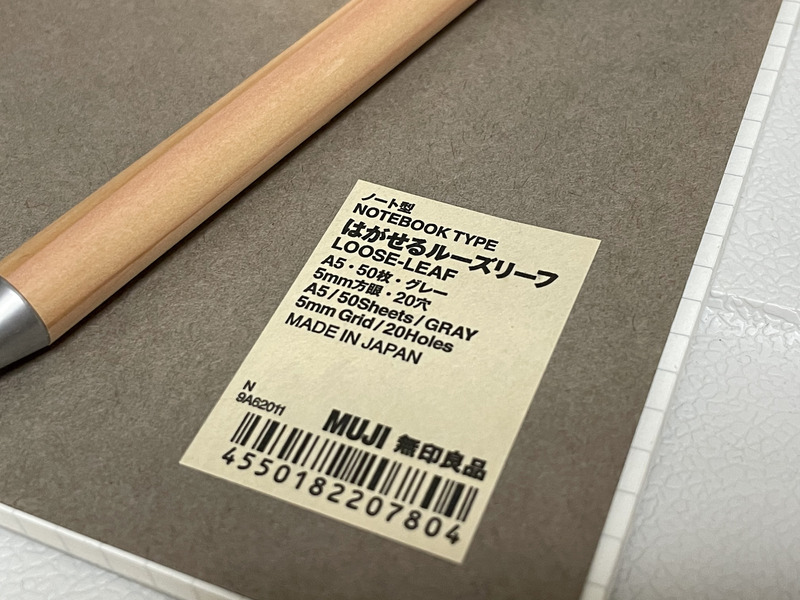 ノート型
NOTEBOOK TYPE
はがせるルーズリーフ
LOOSE-LEAF
A5・50枚・グレー
5mm方眼・20穴
A5/50Sheets/GRAY
5mm Grid/20Holes
MADE IN JAPAN
N
9A62011
MUJI 無印良品
4550182207804